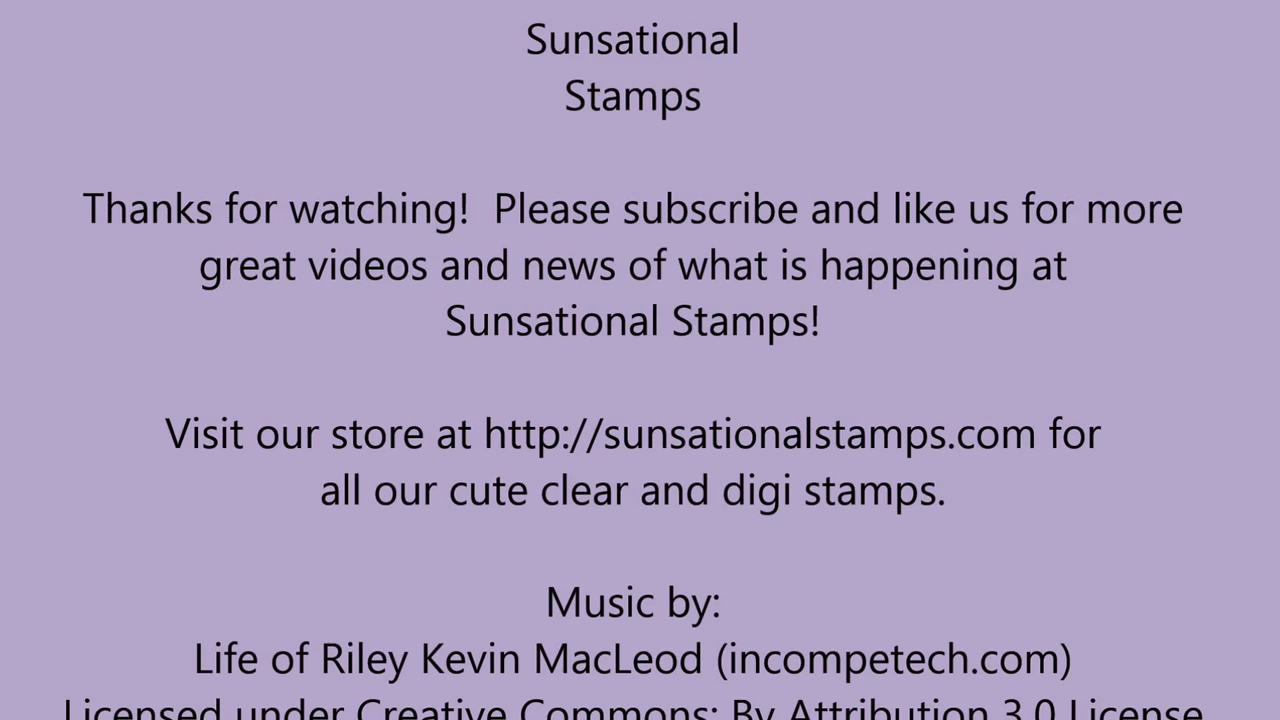 Sunsational
Stamps
Thanks for watching!  Please subscribe and like us for more
great videos and news of what is happening at
Sunsational Stamps!
Visit our store at http://sunsationalstamps.com for
all our cute clear and digi stamps.
Music by:
Life of Riley Kevin MacLeod (incompetech.com)
Licensed under Creative Commons: By Attribution 3.0 License